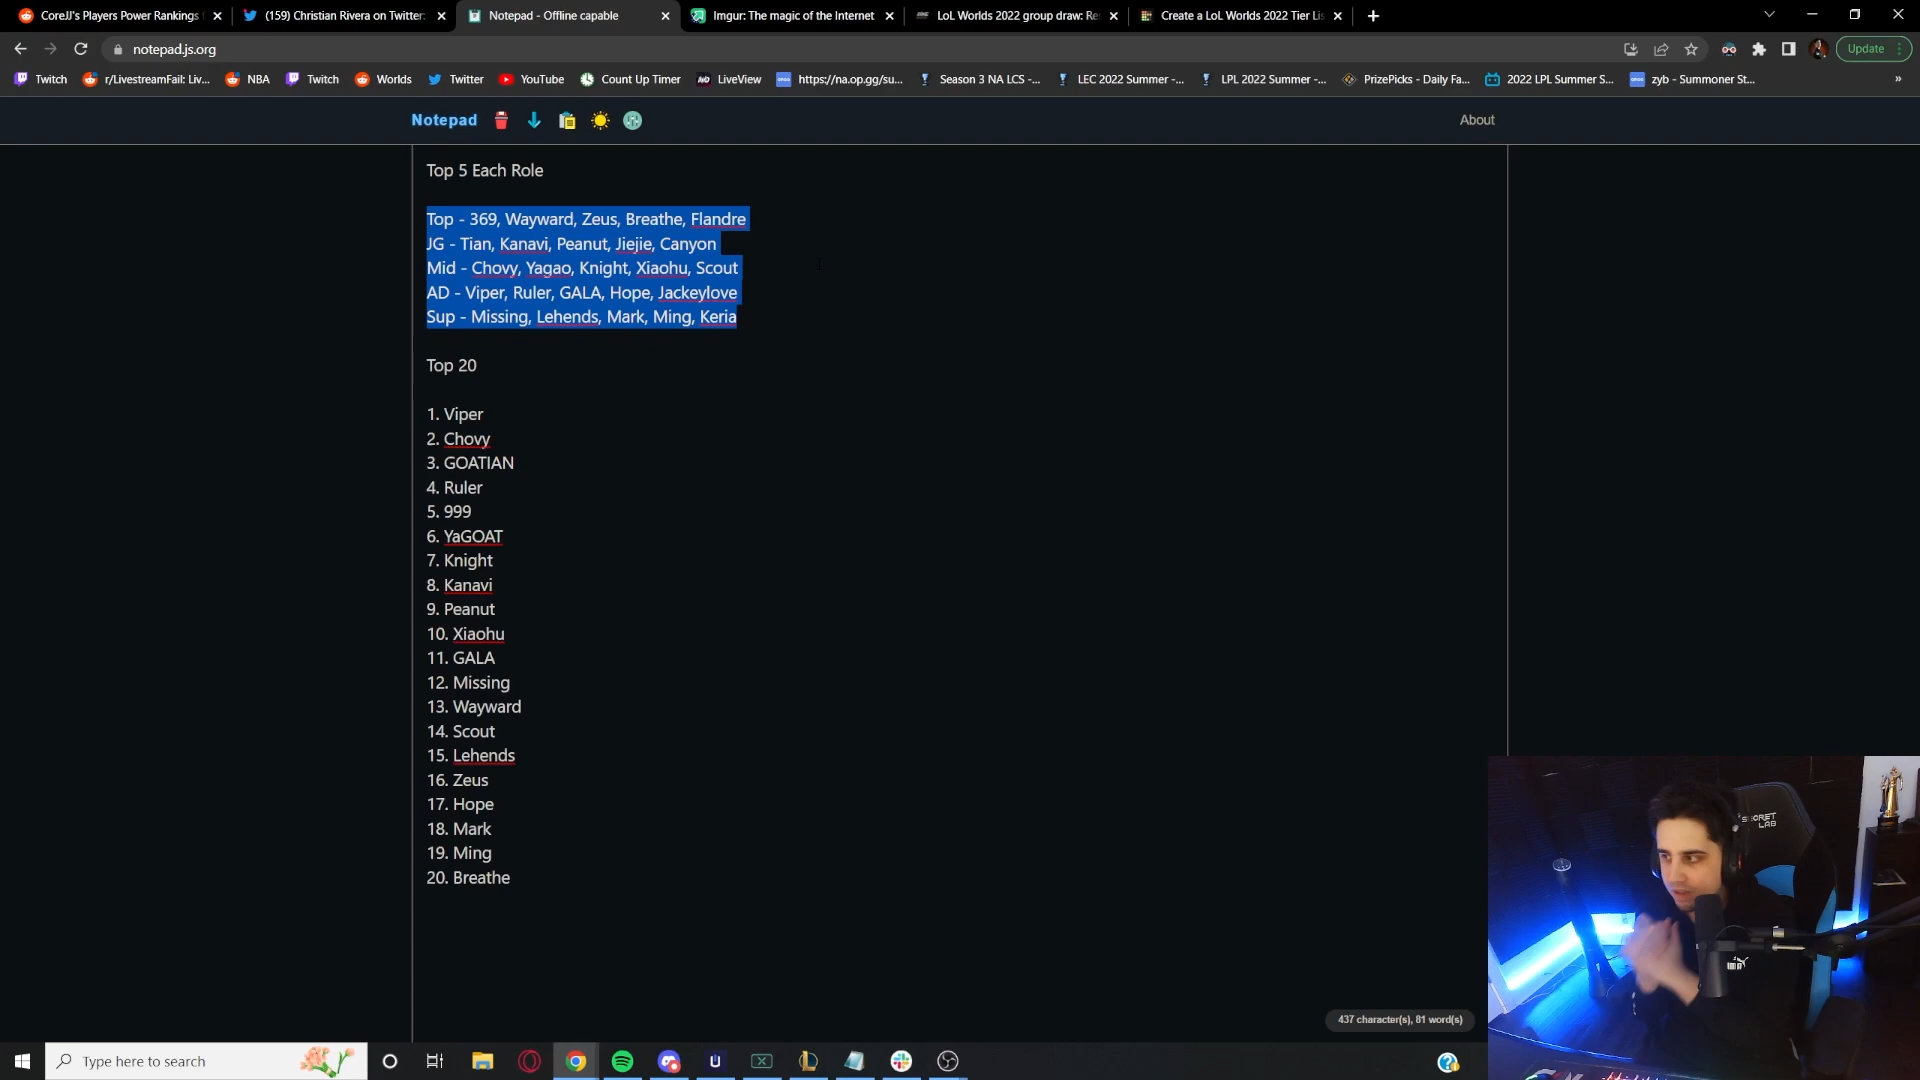 CoreJJ's Players Power Rankings
(159) Christian Rivera on Twitter:
Notepad - Offline capable
Imgur: The magic of the Internet
LoL Worlds 2022 group draw: Re
Create a LoL Worlds 2022 Tier Lis
notepad.js.org
Update
Twitch
r/LivestreamFail: Liv...
NBA
Twitch
Worlds
Twitter
YouTube
Count Up Timer
LiveView
https://na.op.gg/su...
Season 3 NA LCS -...
LEC 2022 Summer -...
LPL 2022 Summer -...
PrizePicks - Daily Fa...
2022 LPL Summer S...
zyb - Summoner St...
»
Notepad
About
Top 5 Each Role
Top - 369, Wayward, Zeus, Breathe, Flandre
JG - Tian, Kanavi, Peanut, Jiejie, Canyon
Mid - Chovy, Yagao, Knight, Xiaohu, Scout
AD - Viper, Ruler, GALA, Hope, Jackeylove
Sup - Missing, Lehends, Mark, Ming, Keria
Top 20
1. Viper
2. Chovy
3. GOATIAN
4. Ruler
5. 999
6. YaGOAT
7. Knight
8. Kanavi
9. Peanut
10. Xiaohu
11. GALA
12. Missing
13. Wayward
14. Scout
15. Lehends
16. Zeus
17. Hope
18. Mark
19. Ming
20. Breathe
SECRET
LAB
437 character(s), 81 word(s)
Type here to search